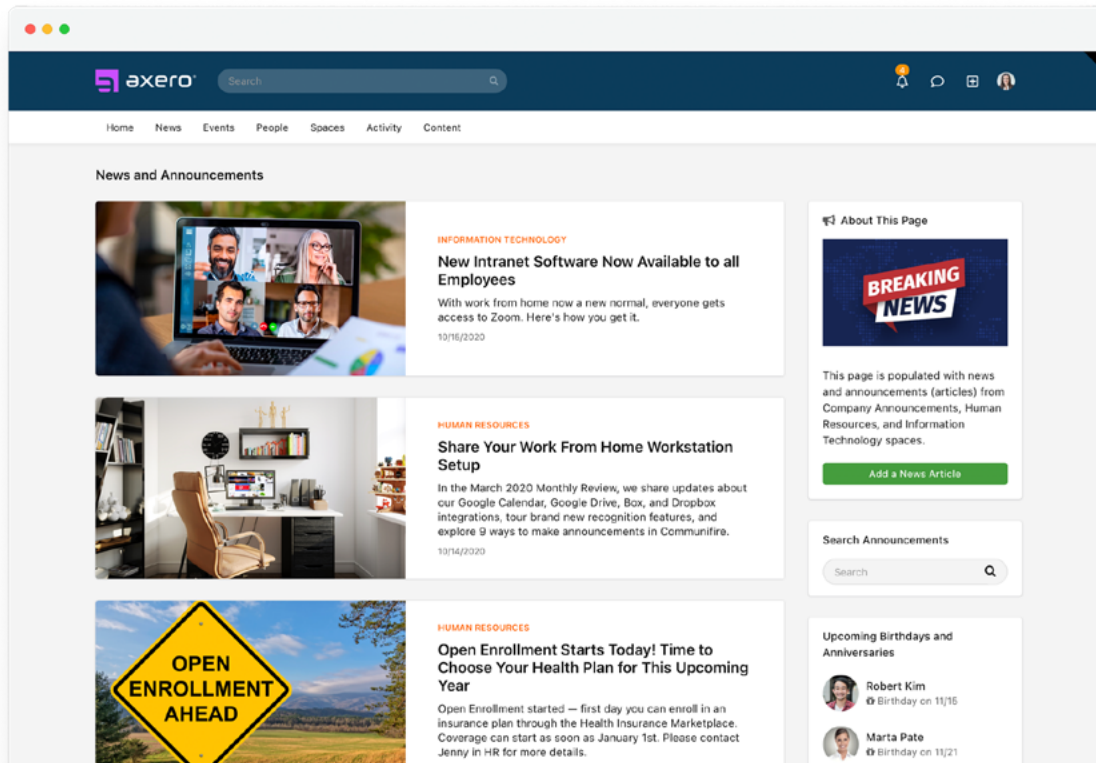 axero
Search
4
Home News Events People Spaces Activity Content
News and Announcements
INFORMATION TECHNOLOGY
New Intranet Software Now Available to all
Employees
With work from home now a new normal, everyone gets
access to Zoom. Here's how you get it.
10/15/2020
HUMAN RESOURCES
Share Your Work From Home Workstation
Setup
In the March 2020 Monthly Review, we share updates about
our Google Calendar, Google Drive, Box, and Dropbox
integrations, tour brand new recognition features, and
explore 9 ways to make announcements in Communifire.
10/14/2020
OPEN
ENROLLMENT
AHEAD
HUMAN RESOURCES
Open Enrollment Starts Today! Time to
Choose Your Health Plan for This Upcoming
Year
Open Enrollment started — first day you can enroll in an
insurance plan through the Health Insurance Marketplace.
Coverage can start as soon as January 1st. Please contact
Jenny in HR for more details.
About This Page
BREAKING
NEWS
This page is populated with news
and announcements (articles) from
Company Announcements, Human
Resources, and Information
Technology spaces.
Add a News Article
Search Announcements
Search
Upcoming Birthdays and
Anniversaries
Robert Kim
Birthday on 11/15
Marta Pate
Birthday on 11/21